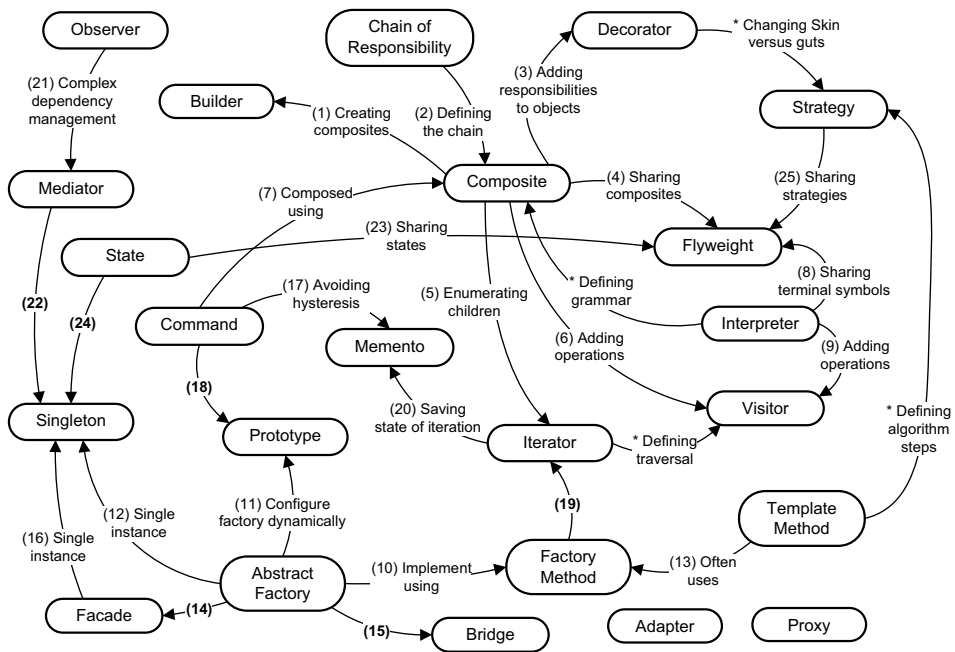 Observer
Chain of
Responsibility
Decorator
* Changing Skin
versus guts
(21) Complex
dependency
management
Builder
(1) Creating
composites
(2) Defining
the chain
(3) Adding
responsibilities
to objects
Strategy
Mediator
(7) Composed
using
Composite
(4) Sharing
composites
(25) Sharing
strategies
State
(23) Sharing
states
Flyweight
(22)
(24)
(17) Avoiding
hysteresis
(5) Enumerating
children
* Defining
grammar
(8) Sharing
terminal symbols
Command
Memento
Interpreter
(6) Adding
operations
(9) Adding
operations
(18)
Singleton
Prototype
(20) Saving
state of iteration
Iterator
* Defining
traversal
Visitor
* Defining
algorithm
steps
(12) Single
instance
(11) Configure
factory dynamically
(19)
Template
Method
(16) Single
instance
Abstract
Factory
(10) Implement
using
Factory
Method
(13) Often
uses
Facade
(14)
(15)
Bridge
Adapter
Proxy